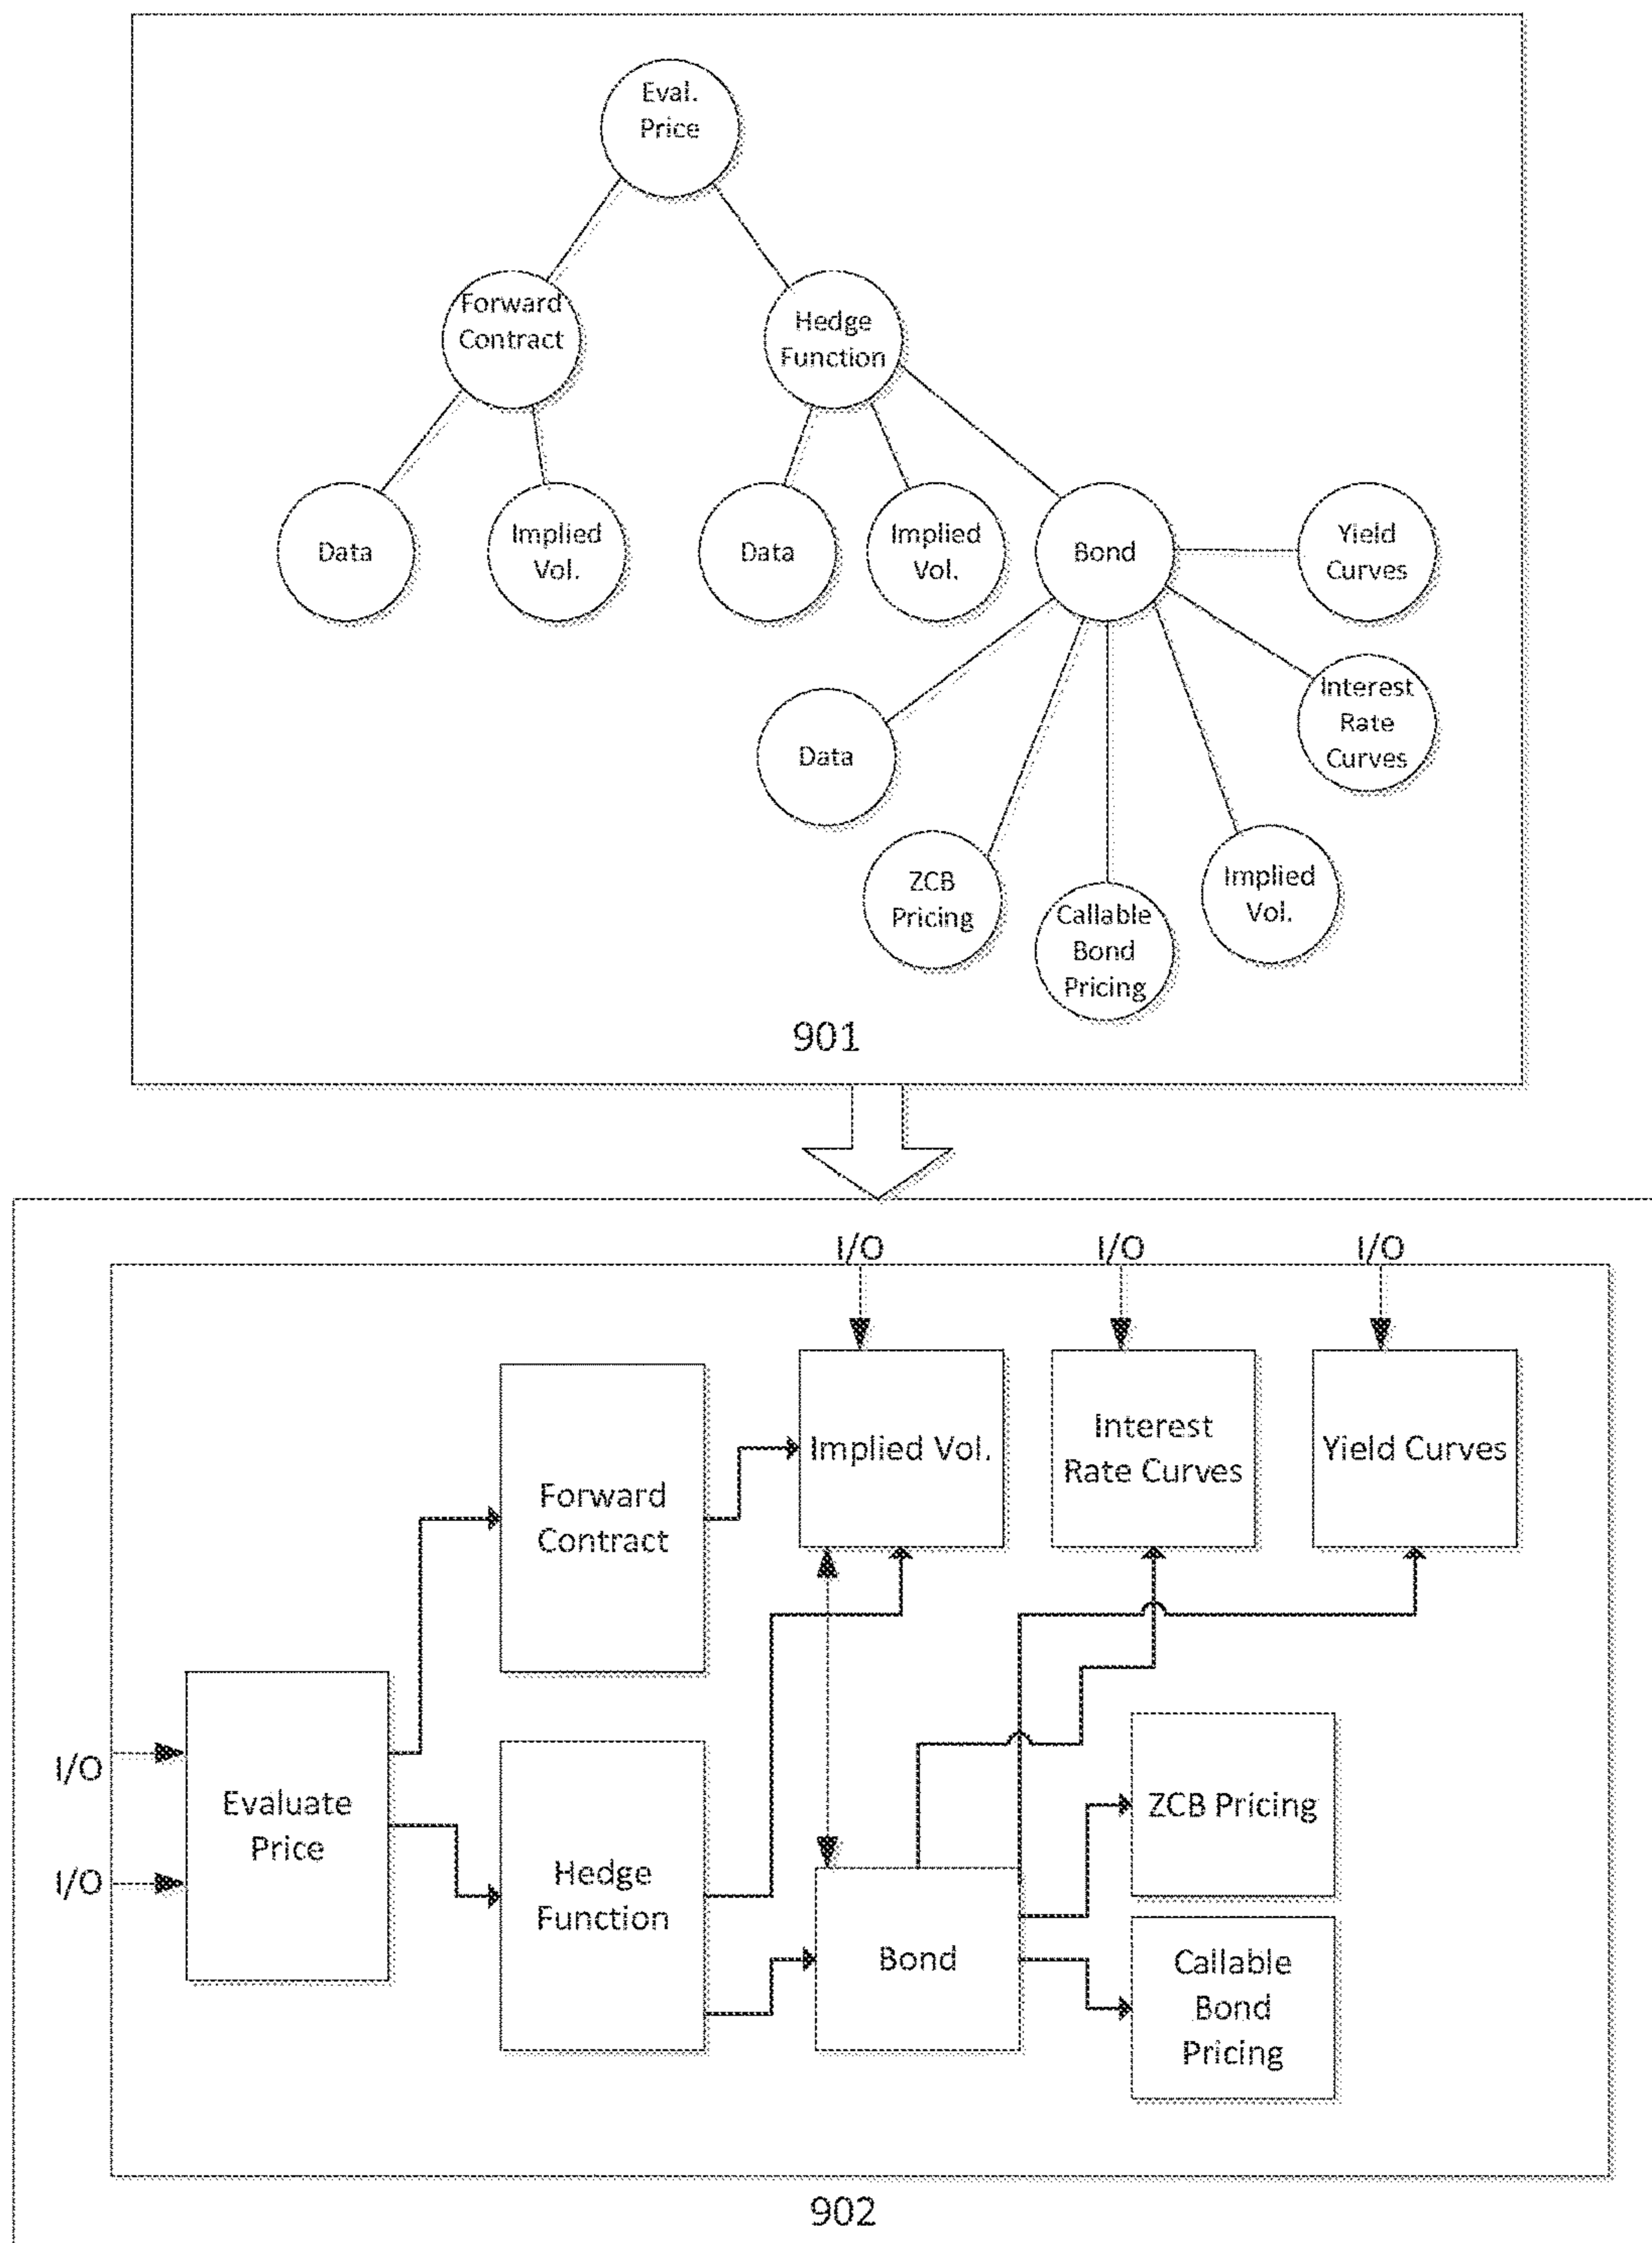 Eval.
Price
Forward
Contract
Hedge
Function
Data
Implied
Vol.
Data
Implied
Vol.
Bond
Yield
Curves
Data
Interest
Rate
Curves
ZCB
Pricing
Callable
Bond
Pricing
Implied
Vol.
901
I/O
I/O
I/O
Implied Vol.
Interest
Rate Curves
Yield Curves
Forward
Contract
I/O
I/O
Evaluate
Price
Hedge
Function
Bond
ZCB Pricing
Callable
Bond
Pricing
902